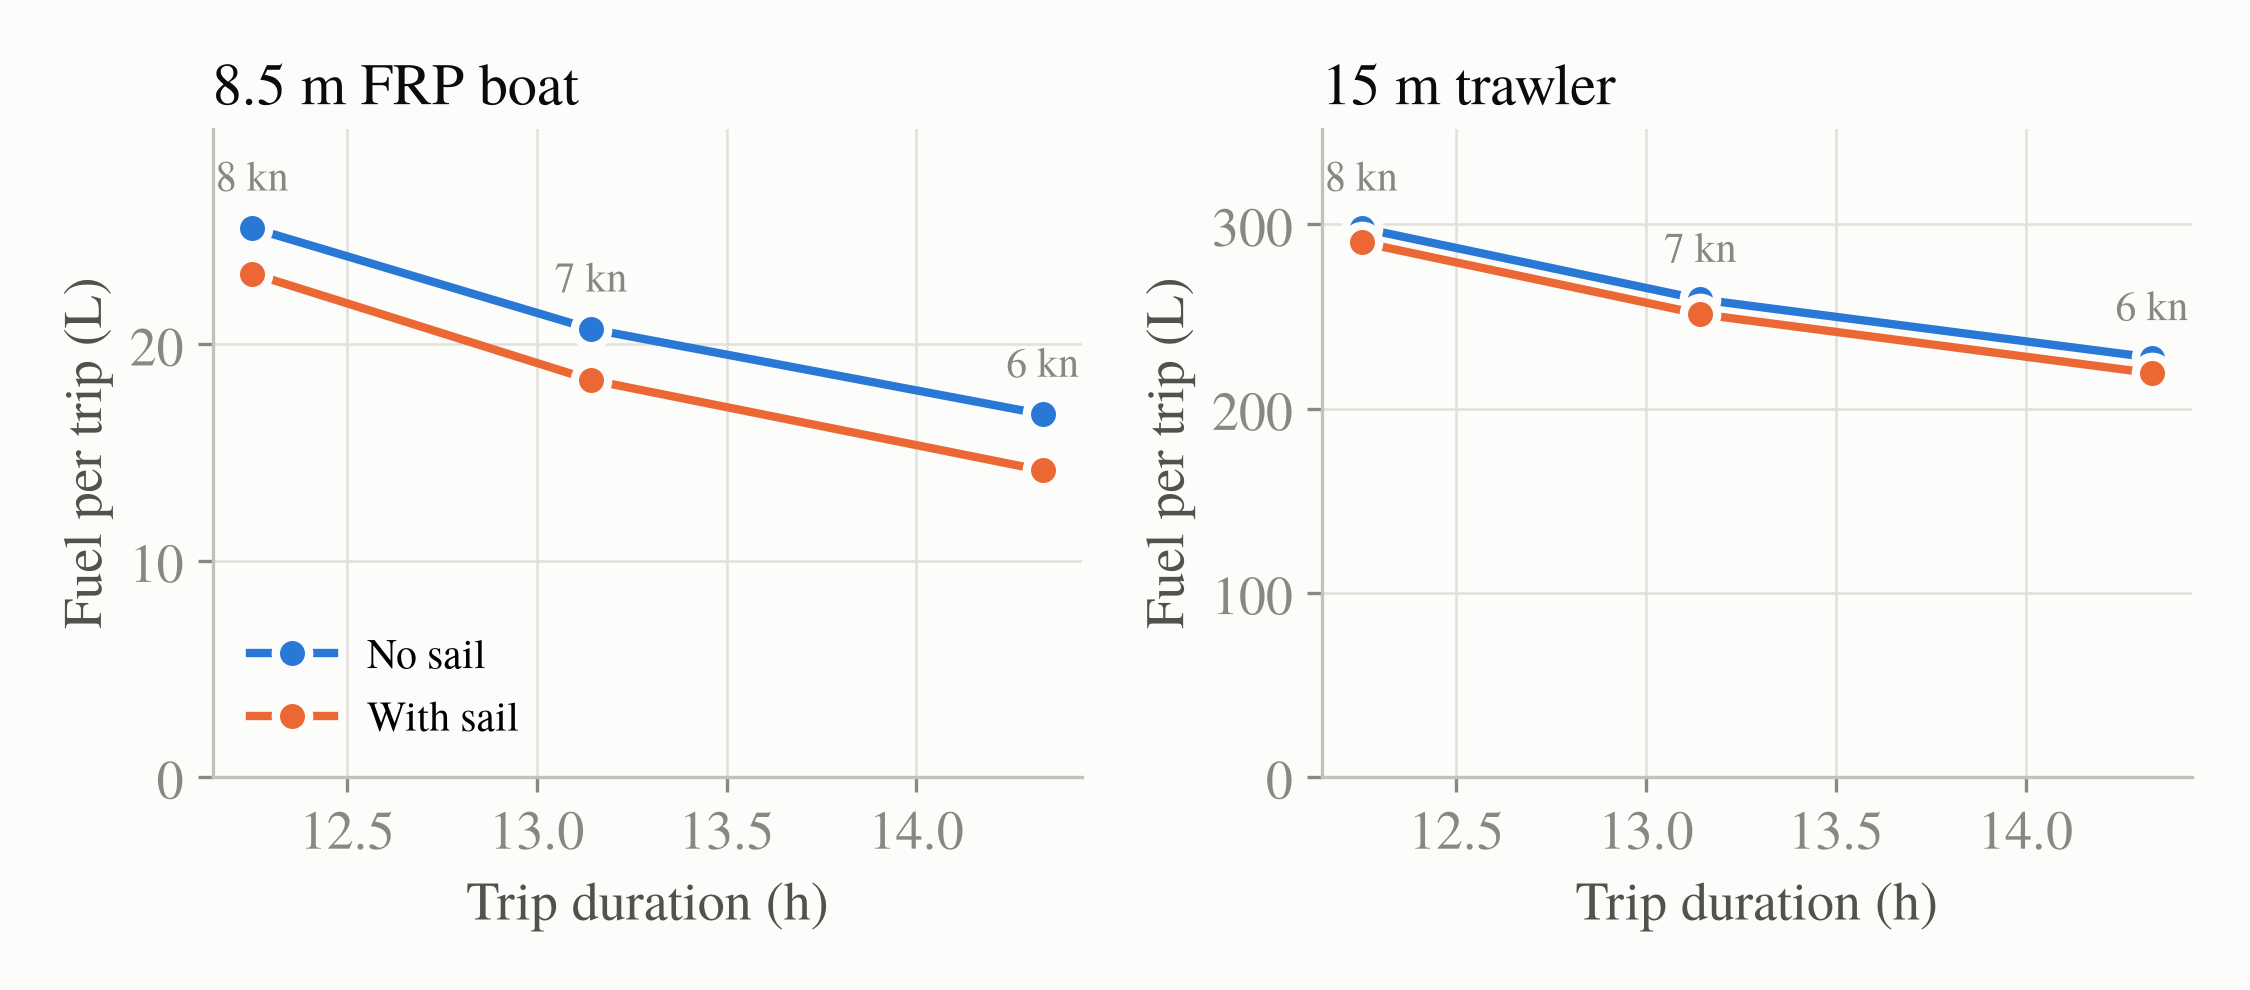 8.5 m FRP boat
8 kn
7 kn
6 kn
20
10
0
Fuel per trip (L)
No sail
With sail
12.5 13.0 13.5 14.0
Trip duration (h)
15 m trawler
8 kn
7 kn
6 kn
300
200
100
0
Fuel per trip (L)
12.5 13.0 13.5 14.0
Trip duration (h)